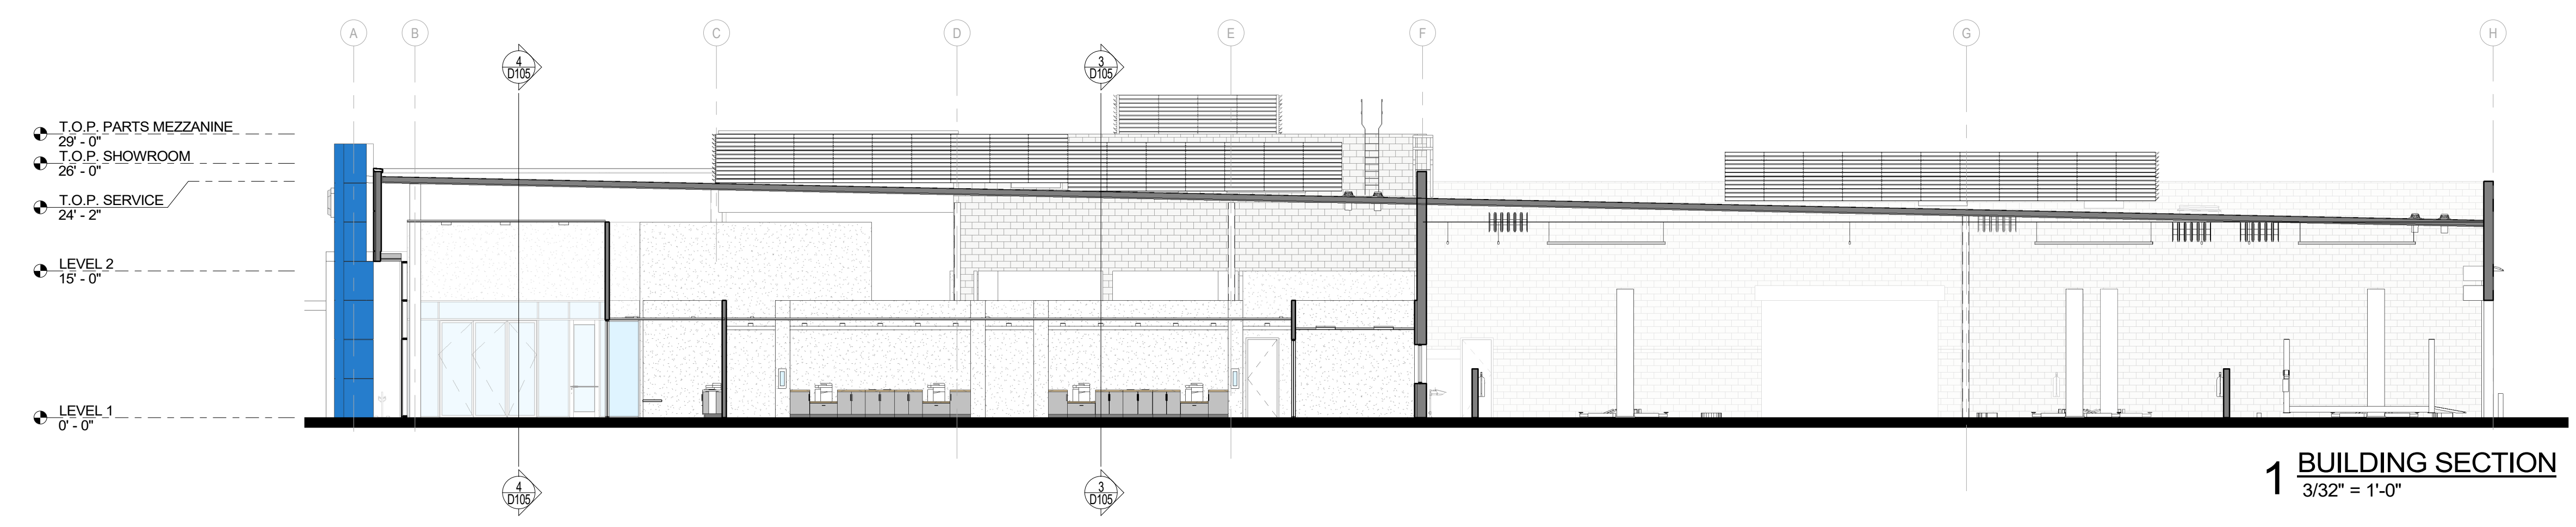 A B C D E F G H
4
D105
3
D105
T.O.P. PARTS MEZZANINE
29' - 0"
T.O.P. SHOWROOM
26' - 0"
T.O.P. SERVICE
24' - 2"
LEVEL 2
15' - 0"
LEVEL 1
0' - 0"
4
D105
3
D105
1 BUILDING SECTION
3/32" = 1'-0"